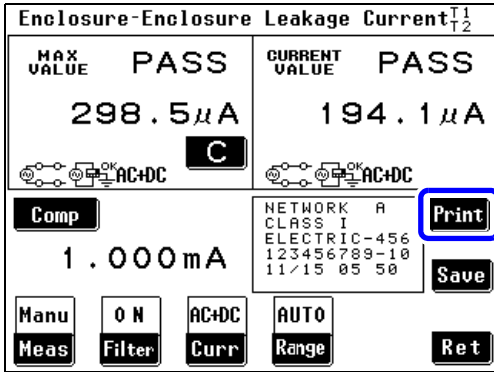 Enclosure-Enclosure Leakage Current T1 T2
MAX VALUE PASS
298.5μA
C
OK AC+DC
CURRENT VALUE PASS
194.1μA
OK AC+DC
Comp
1.000mA
NETWORK A
CLASS I
ELECTRIC-456
123456789-10
11/15 05 50
Print
Save
Manu ON AC+DC AUTO
Meas Filter Curr Range Ret